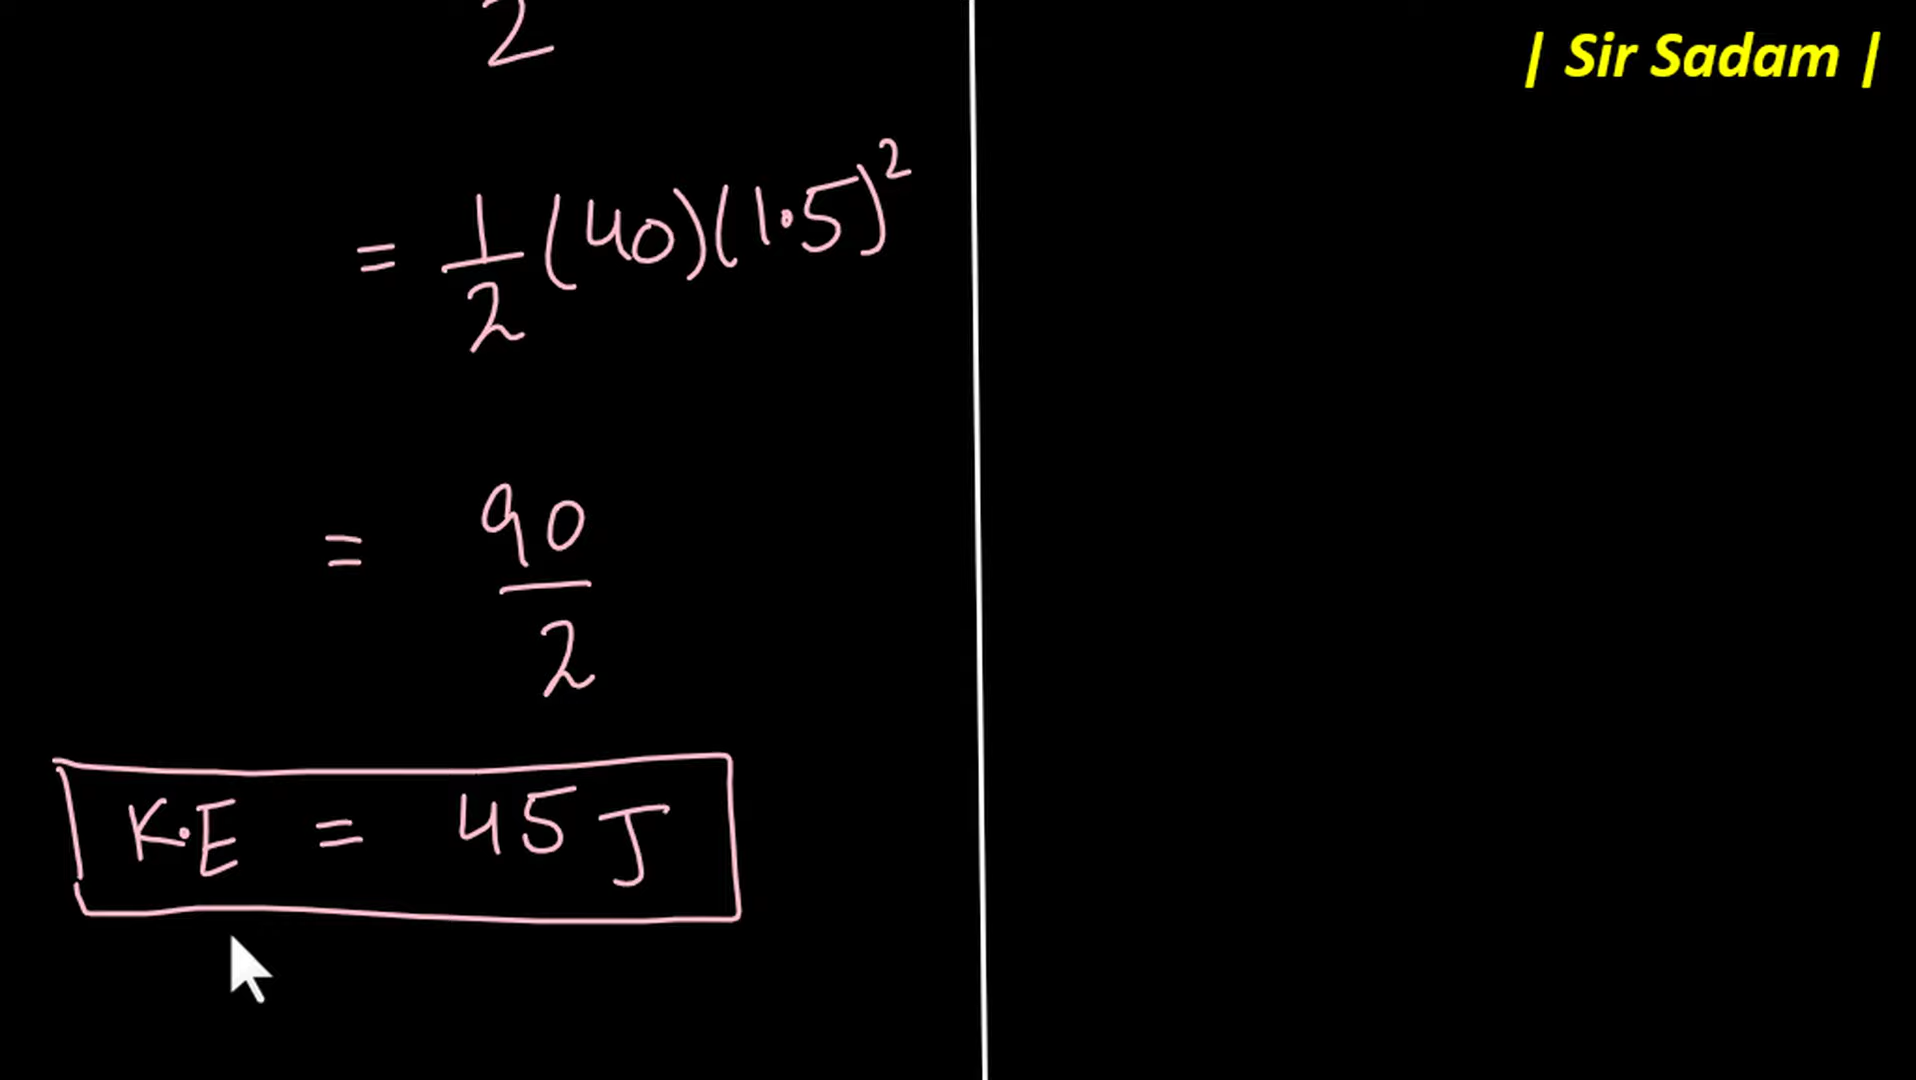 | Sir Sadam |
2
= 1/2 (40)(1.5)²
= 90/2
K.E = 45 J